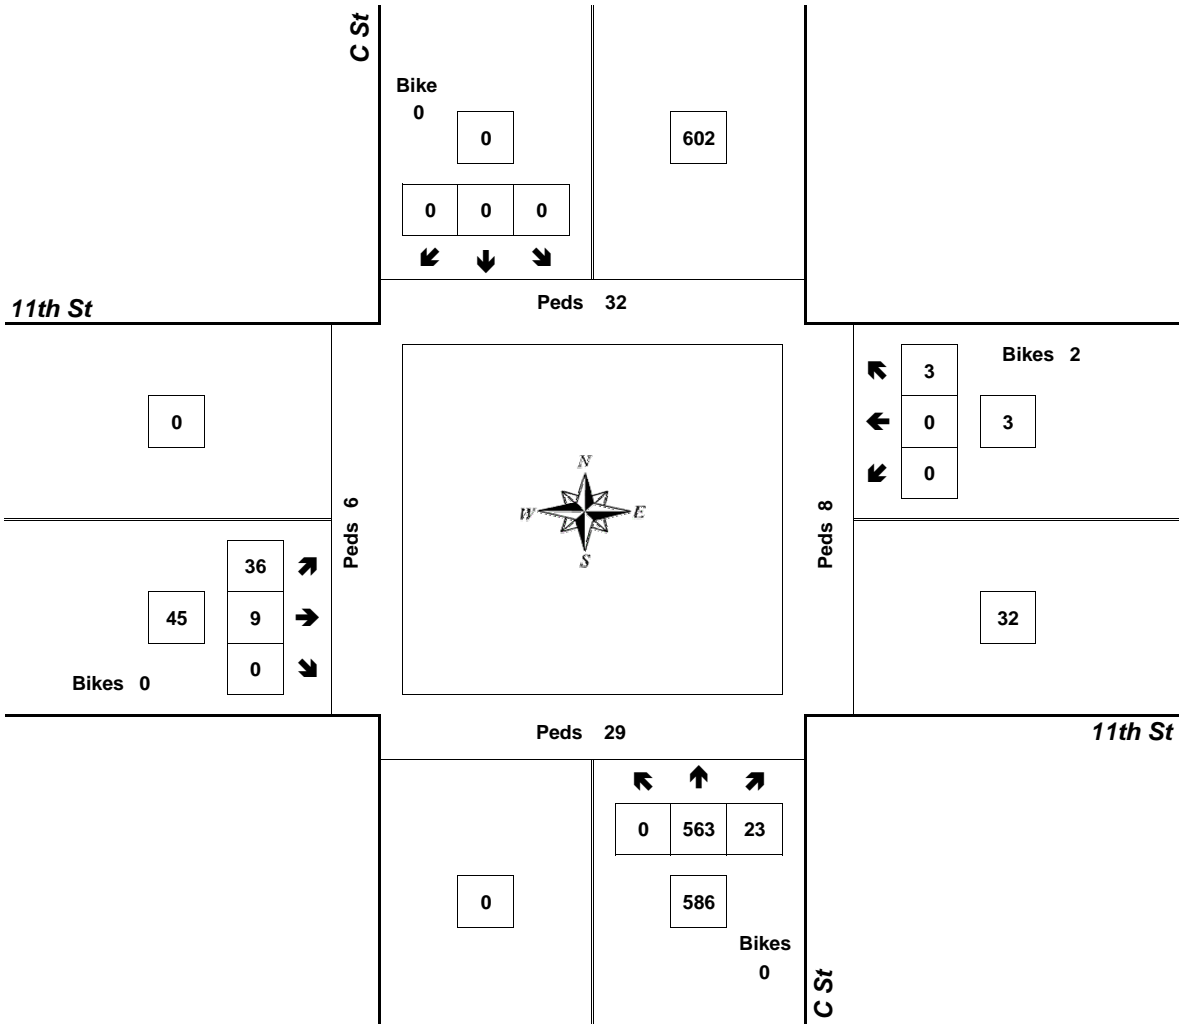 C St
Bike
0
0
602
0 0 0
Peds 32
11th St
3
Bikes 2
0
0
3
0
N
W E
S
Peds 6
Peds 8
36
45
9
32
0
Bikes 0
Peds 29
11th St
0 563 23
0
586
Bikes
0
C St